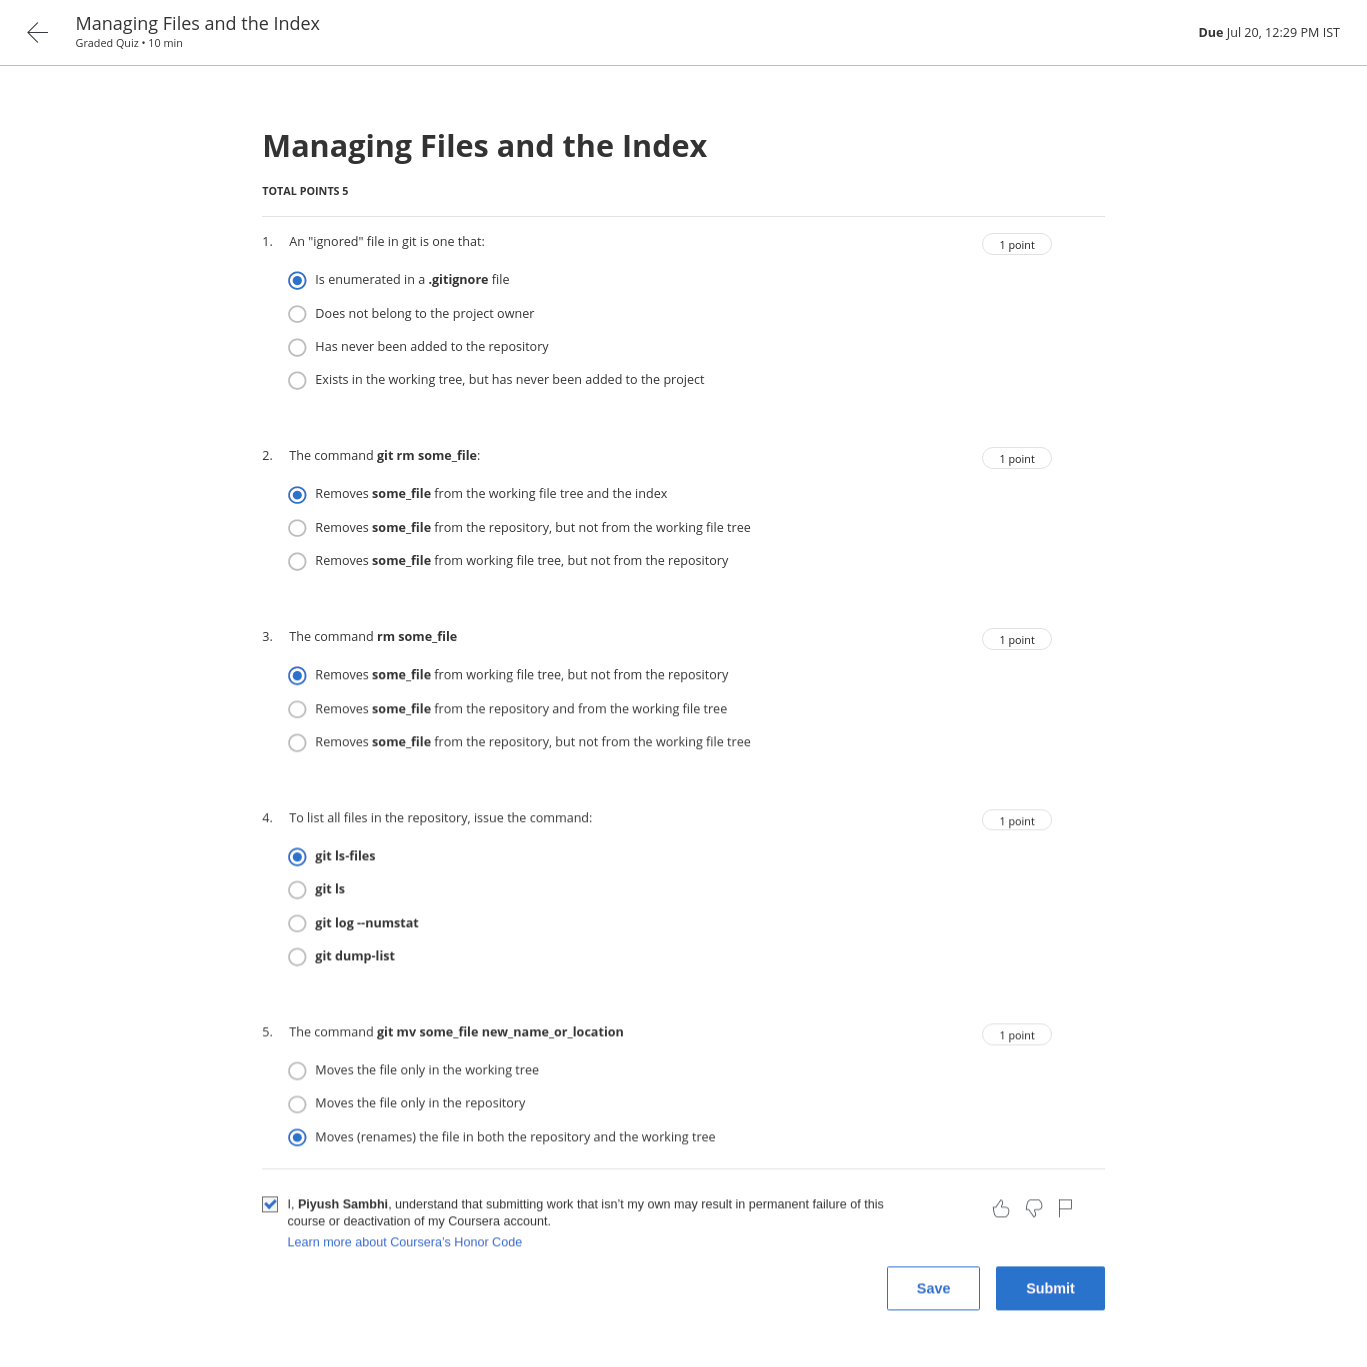 Managing Files and the Index
Graded Quiz • 10 min
Due Jul 20, 12:29 PM IST
Managing Files and the Index
TOTAL POINTS 5
1. An "ignored" file in git is one that:
1 point
Is enumerated in a .gitignore file
Does not belong to the project owner
Has never been added to the repository
Exists in the working tree, but has never been added to the project
2. The command git rm some_file:
1 point
Removes some_file from the working file tree and the index
Removes some_file from the repository, but not from the working file tree
Removes some_file from working file tree, but not from the repository
3. The command rm some_file
1 point
Removes some_file from working file tree, but not from the repository
Removes some_file from the repository and from the working file tree
Removes some_file from the repository, but not from the working file tree
4. To list all files in the repository, issue the command:
1 point
git ls-files
git ls
git log --numstat
git dump-list
5. The command git mv some_file new_name_or_location
1 point
Moves the file only in the working tree
Moves the file only in the repository
Moves (renames) the file in both the repository and the working tree
I, Piyush Sambhi, understand that submitting work that isn't my own may result in permanent failure of this
course or deactivation of my Coursera account.
Learn more about Coursera's Honor Code
Save
Submit